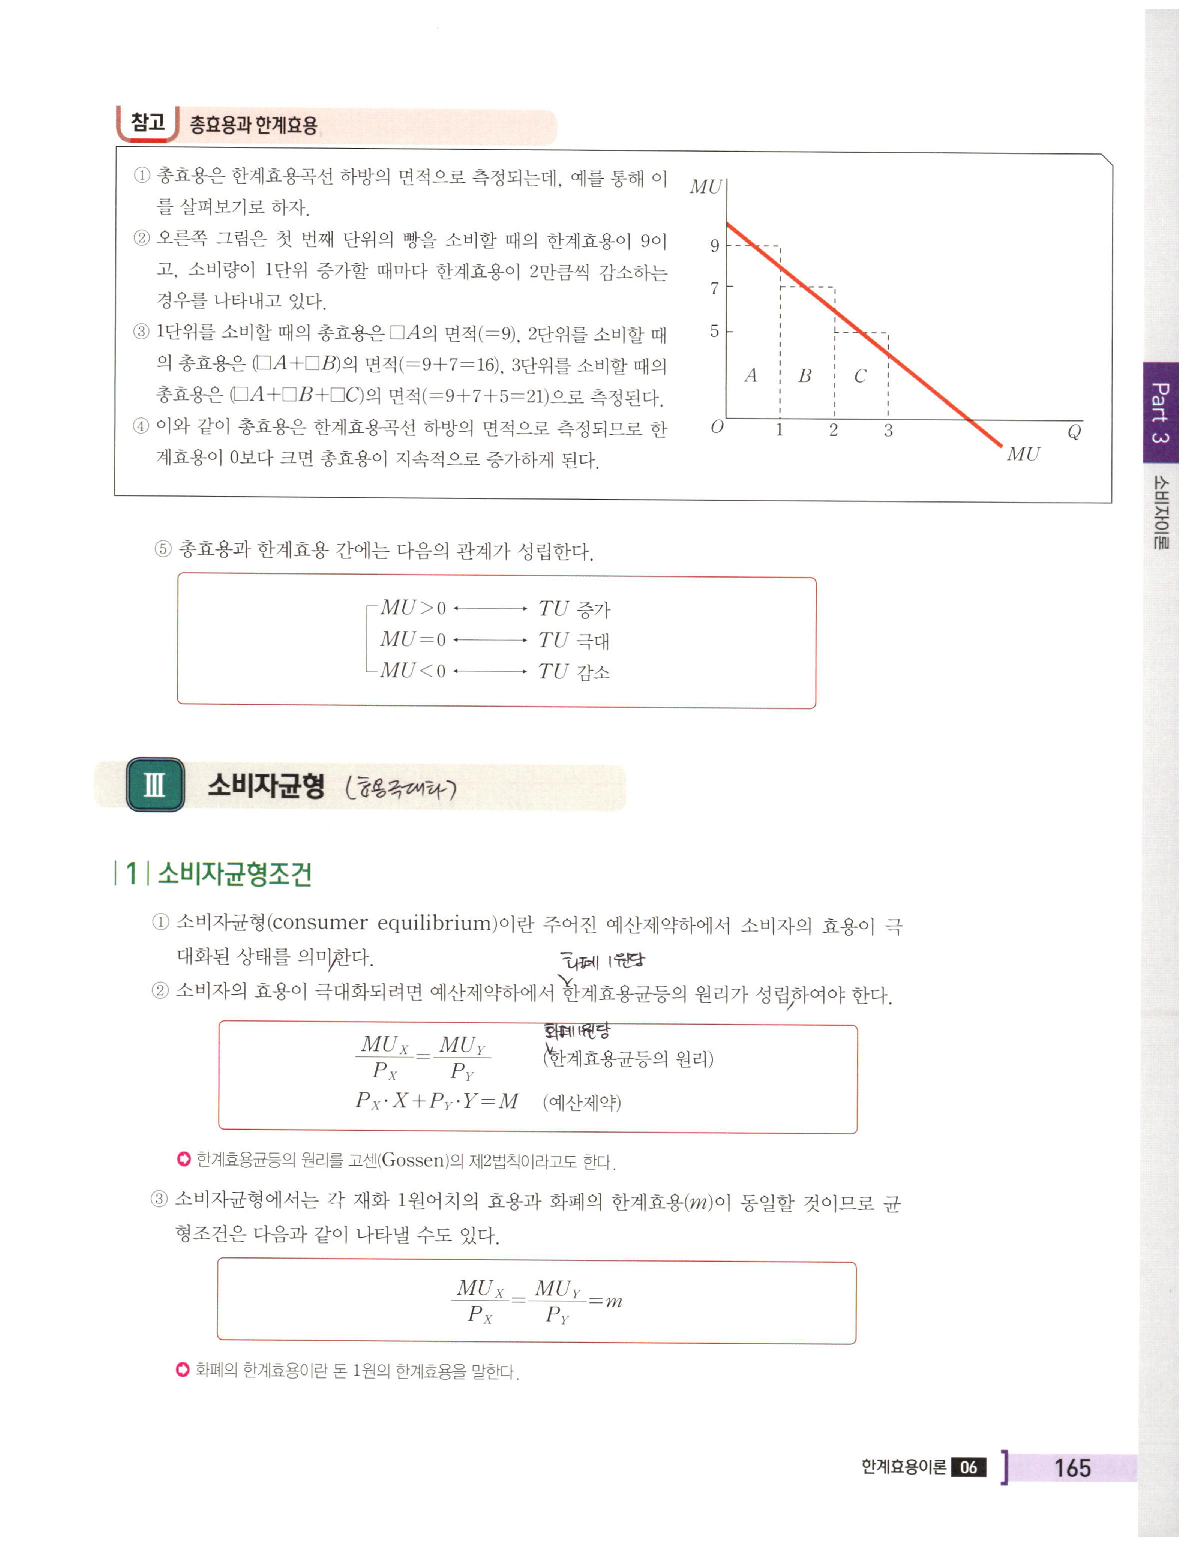 참고 총효용과 한계효용
① 총효용은 한계효용곡선 하방의 면적으로 측정되는데, 예를 통해 이
를 살펴보기로 하자.
② 오른쪽 그림은 첫 번째 단위의 빵을 소비할 때의 한계효용이 9이
고, 소비량이 1단위 증가할 때마다 한계효용이 2만큼씩 감소하는
경우를 나타내고 있다.
③ 1단위를 소비할 때의 총효용은 □A의 면적(=9), 2단위를 소비할 때
의 총효용은 (□A+□B)의 면적(=9+7=16), 3단위를 소비할 때의
총효용은 (□A+□B+□C)의 면적(=9+7+5=21)으로 측정된다.
④ 이와 같이 총효용은 한계효용곡선 하방의 면적으로 측정되므로 한
계효용이 0보다 크면 총효용이 지속적으로 증가하게 된다.
MU
9
7
5
A B C
O 1 2 3 Q
MU
Part 3
소비자이론
⑤ 총효용과 한계효용 간에는 다음의 관계가 성립한다.
MU>0 ←→ TU 증가
MU=0 ←→ TU 극대
MU<0 ←→ TU 감소
Ⅲ 소비자균형 (효용극대화)
|1| 소비자균형조건
① 소비자균형(consumer equilibrium)이란 주어진 예산제약하에서 소비자의 효용이 극
대화된 상태를 의미한다.
화폐 1원당
② 소비자의 효용이 극대화되려면 예산제약하에서 한계효용균등의 원리가 성립하여야 한다.
화폐1원당
MU_X/P_X = MU_Y/P_Y (한계효용균등의 원리)
P_X·X+P_Y·Y=M (예산제약)
한계효용균등의 원리를 고센(Gossen)의 제2법칙이라고도 한다.
③ 소비자균형에서는 각 재화 1원어치의 효용과 화폐의 한계효용(m)이 동일할 것이므로 균
형조건은 다음과 같이 나타낼 수도 있다.
MU_X/P_X = MU_Y/P_Y = m
화폐의 한계효용이란 돈 1원의 한계효용을 말한다.
한계효용이론 06 165